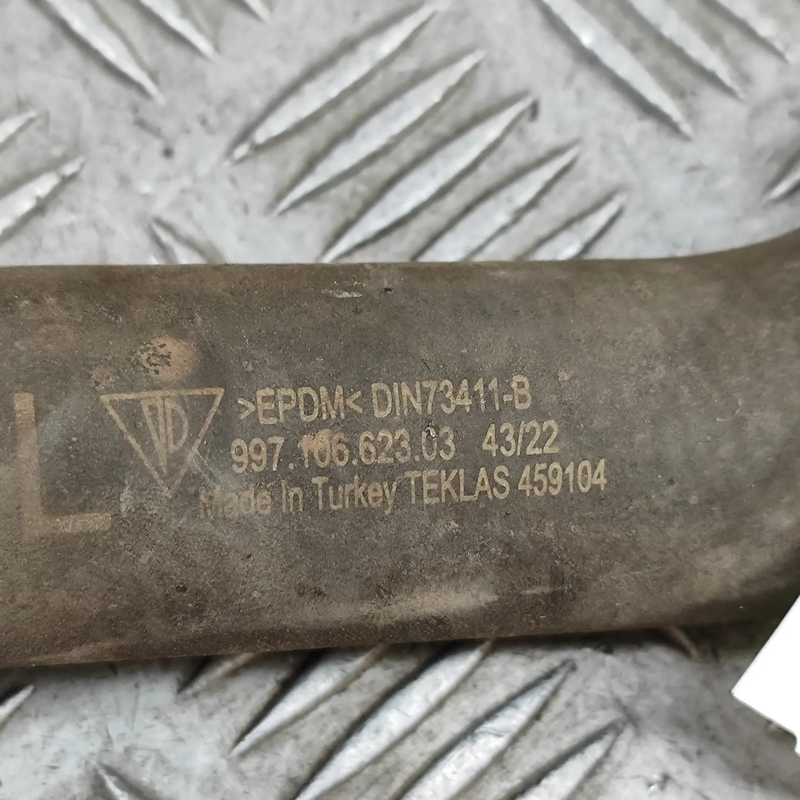 L
>EPDM< DIN73411-B
997.106.623.03 43/22
Made In Turkey TEKLAS 459104